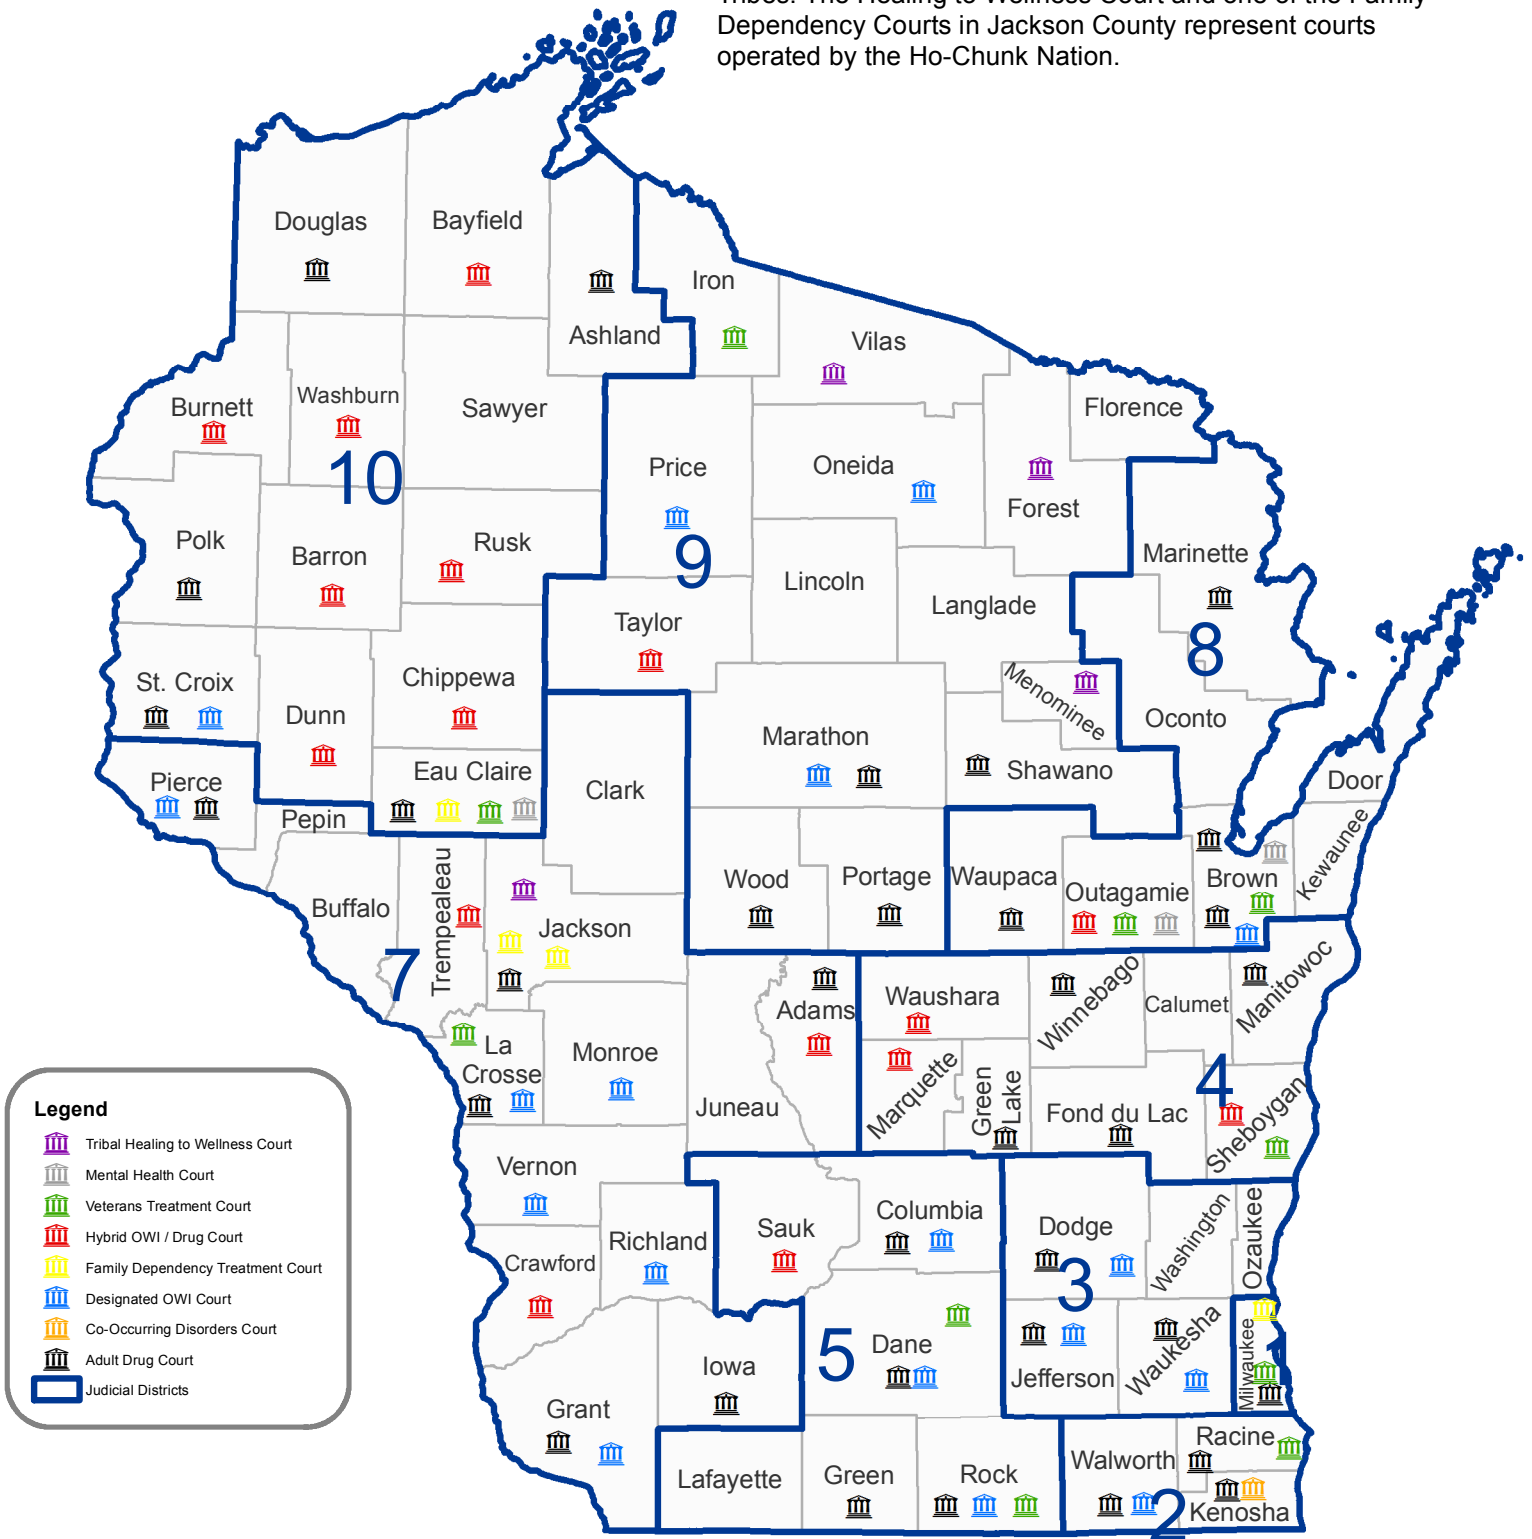 Dependency Courts in Jackson County represent courts
operated by the Ho-Chunk Nation.
Douglas
Bayfield
Ashland
Iron
Vilas
Burnett
Washburn
Sawyer
Florence
10
Price
Oneida
Forest
Polk
Barron
Rusk
9
Marinette
Lincoln
Langlade
Taylor
8
St. Croix
Dunn
Chippewa
Menominee
Oconto
Marathon
Pierce
Eau Claire
Clark
Shawano
Door
Pepin
Kewaunee
Wood
Portage
Waupaca
Outagamie
Brown
Buffalo
Trempealeau
Jackson
7
Adams
Waushara
Winnebago
Calumet
Manitowoc
La
Crosse
Monroe
Juneau
Marquette
Green
Lake
Fond du Lac
4
Sheboygan
Legend
Tribal Healing to Wellness Court
Mental Health Court
Veterans Treatment Court
Hybrid OWI / Drug Court
Family Dependency Treatment Court
Designated OWI Court
Co-Occurring Disorders Court
Adult Drug Court
Judicial Districts
Vernon
Richland
Sauk
Columbia
Dodge
Washington
Ozaukee
Crawford
3
5
Dane
Iowa
Jefferson
Waukesha
Milwaukee
1
Grant
Lafayette
Green
Rock
Walworth
Racine
2
Kenosha